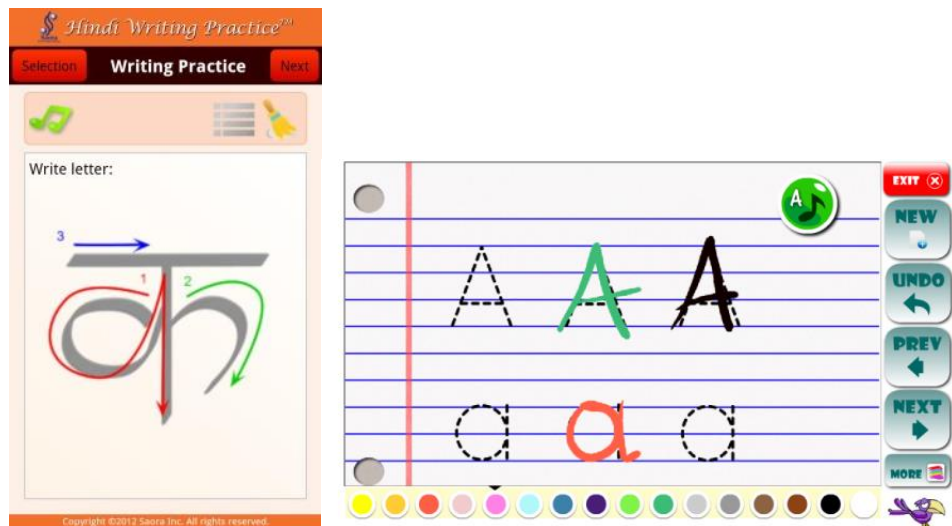 Hindi Writing Practice™
Selection Writing Practice Next
Write letter:
3
1 2
क
Copyright ©2012 Saora Inc. All rights reserved.
A
EXIT
NEW
UNDO
PREV
NEXT
MORE
A A A
a a a